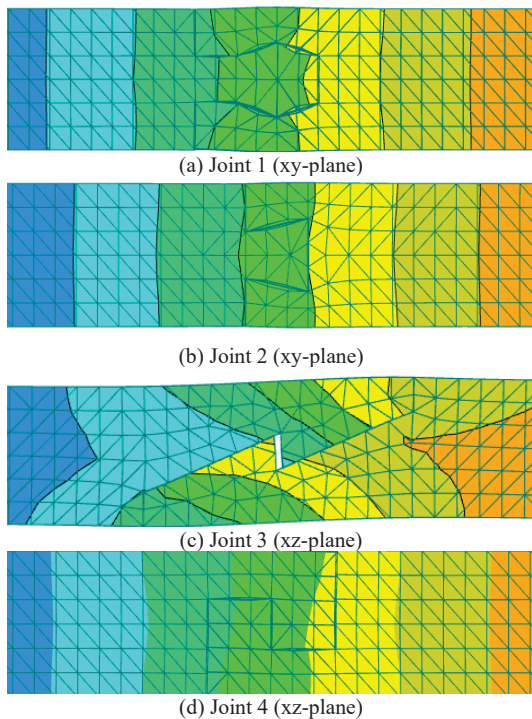 (a) Joint 1 (xy-plane)
(b) Joint 2 (xy-plane)
(c) Joint 3 (xz-plane)
(d) Joint 4 (xz-plane)